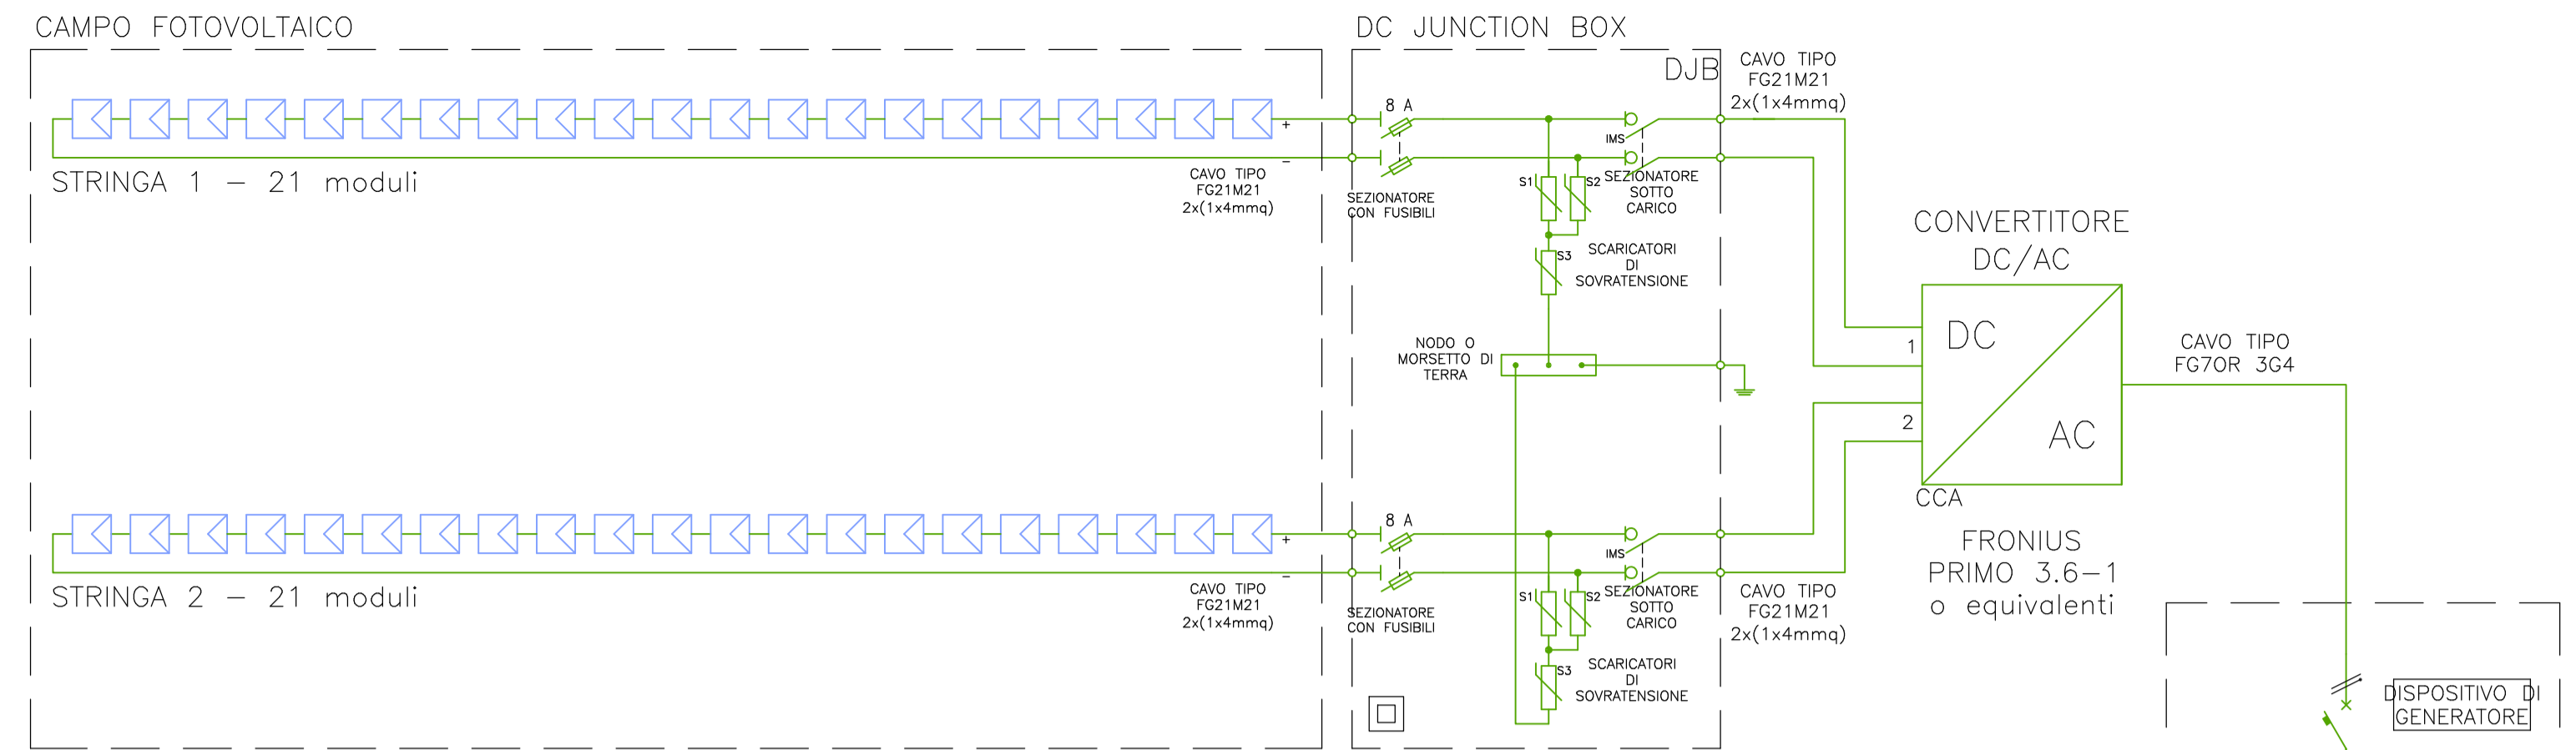 CAMPO FOTOVOLTAICO
DC JUNCTION BOX
DJB
CAVO TIPO
FG21M21
2x(1x4mmq)
8 A
+
IMS
–
STRINGA 1 – 21 moduli
CAVO TIPO
FG21M21
2x(1x4mmq)
SEZIONATORE
CON FUSIBILI
S1
S2
SEZIONATORE
SOTTO
CARICO
S3
SCARICATORI
DI
SOVRATENSIONE
NODO O
MORSETTO DI
TERRA
CONVERTITORE
DC/AC
DC
1
2
AC
CCA
CAVO TIPO
FG7OR 3G4
FRONIUS
PRIMO 3.6–1
o equivalenti
8 A
+
IMS
–
STRINGA 2 – 21 moduli
CAVO TIPO
FG21M21
2x(1x4mmq)
SEZIONATORE
CON FUSIBILI
S1
S2
SEZIONATORE
SOTTO
CARICO
S3
SCARICATORI
DI
SOVRATENSIONE
CAVO TIPO
FG21M21
2x(1x4mmq)
DISPOSITIVO DI
GENERATORE